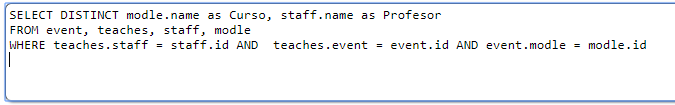 SELECT DISTINCT modle.name as Curso, staff.name as Profesor
FROM event, teaches, staff, modle
WHERE teaches.staff = staff.id AND  teaches.event = event.id AND event.modle = modle.id